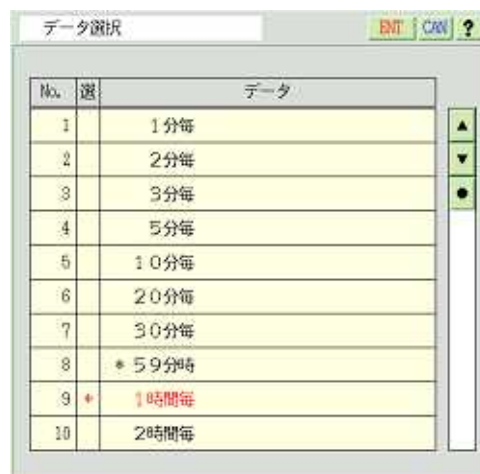 データ選択 ENT CAN ?
No. 選 データ
1 1分毎
2 2分毎
3 3分毎
4 5分毎
5 10分毎
6 20分毎
7 30分毎
8 * 59分時
9 * 1時間毎
10 2時間毎